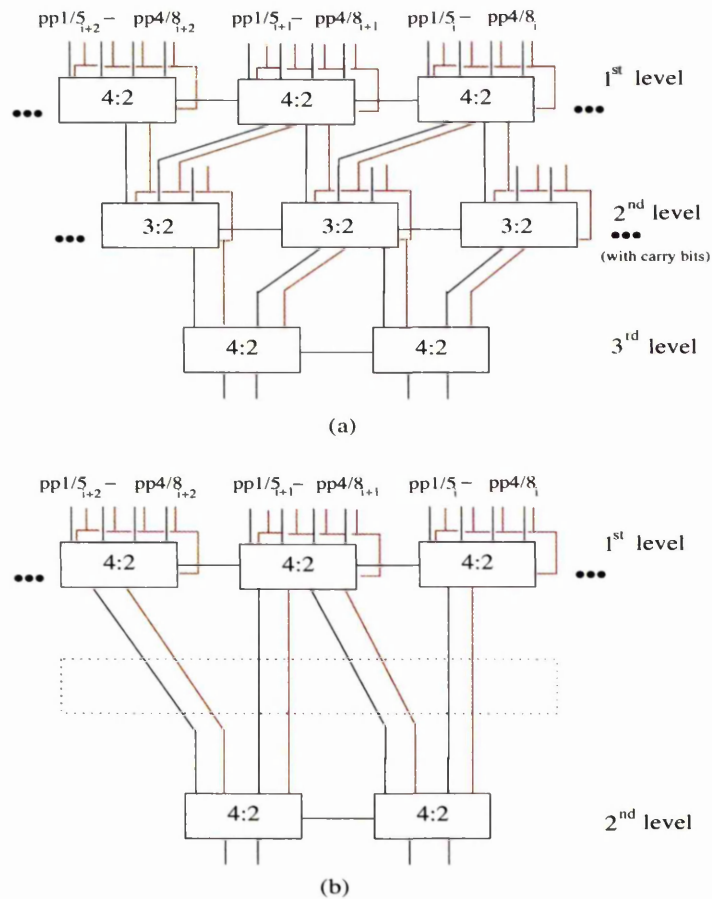 pp1/5i+2 – pp4/8i+2 pp1/5i+1 – pp4/8i+1 pp1/5i – pp4/8i
4:2 4:2 4:2 1st level
3:2 3:2 3:2 2nd level
(with carry bits)
4:2 4:2 3rd level
(a)
pp1/5i+2 – pp4/8i+2 pp1/5i+1 – pp4/8i+1 pp1/5i – pp4/8i
4:2 4:2 4:2 1st level
4:2 4:2 2nd level
(b)